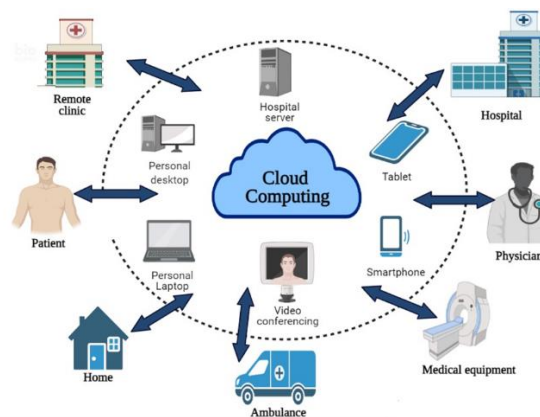 Remote
clinic
Hospital
server
Hospital
Personal
desktop
Cloud
Computing
Tablet
Patient
Physician
Personal
Laptop
Video
conferencing
Smartphone
Home
Ambulance
Medical equipment